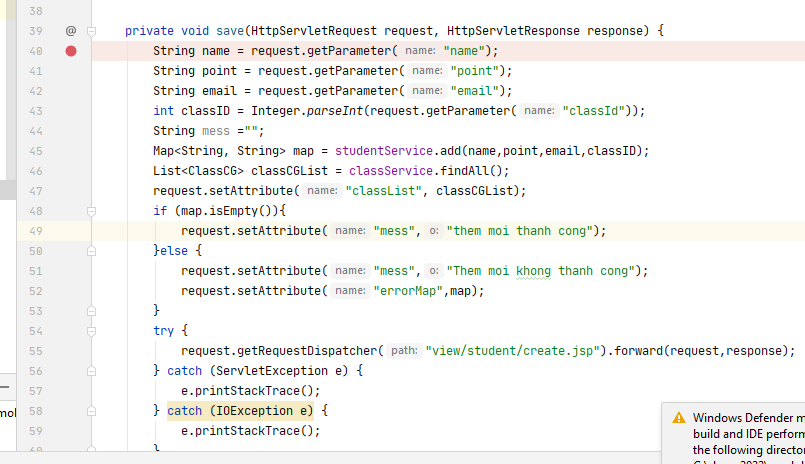 38
39 @ private void save(HttpServletRequest request, HttpServletResponse response) {
40 String name = request.getParameter( name: "name");
41 String point = request.getParameter( name: "point");
42 String email = request.getParameter( name: "email");
43 int classID = Integer.parseInt(request.getParameter( name: "classId"));
44 String mess ="";
45 Map<String, String> map = studentService.add(name,point,email,classID);
46 List<ClassCG> classCGList = classService.findAll();
47 request.setAttribute( name: "classList", classCGList);
48 if (map.isEmpty()){
49 request.setAttribute( name: "mess", o: "them moi thanh cong");
50 }else {
51 request.setAttribute( name: "mess", o: "Them moi khong thanh cong");
52 request.setAttribute( name: "errorMap",map);
53 }
54 try {
55 request.getRequestDispatcher( path: "view/student/create.jsp").forward(request,response);
56 } catch (ServletException e) {
57 e.printStackTrace();
58 } catch (IOException e) {
59 e.printStackTrace();
Windows Defender m
build and IDE perform
the following director